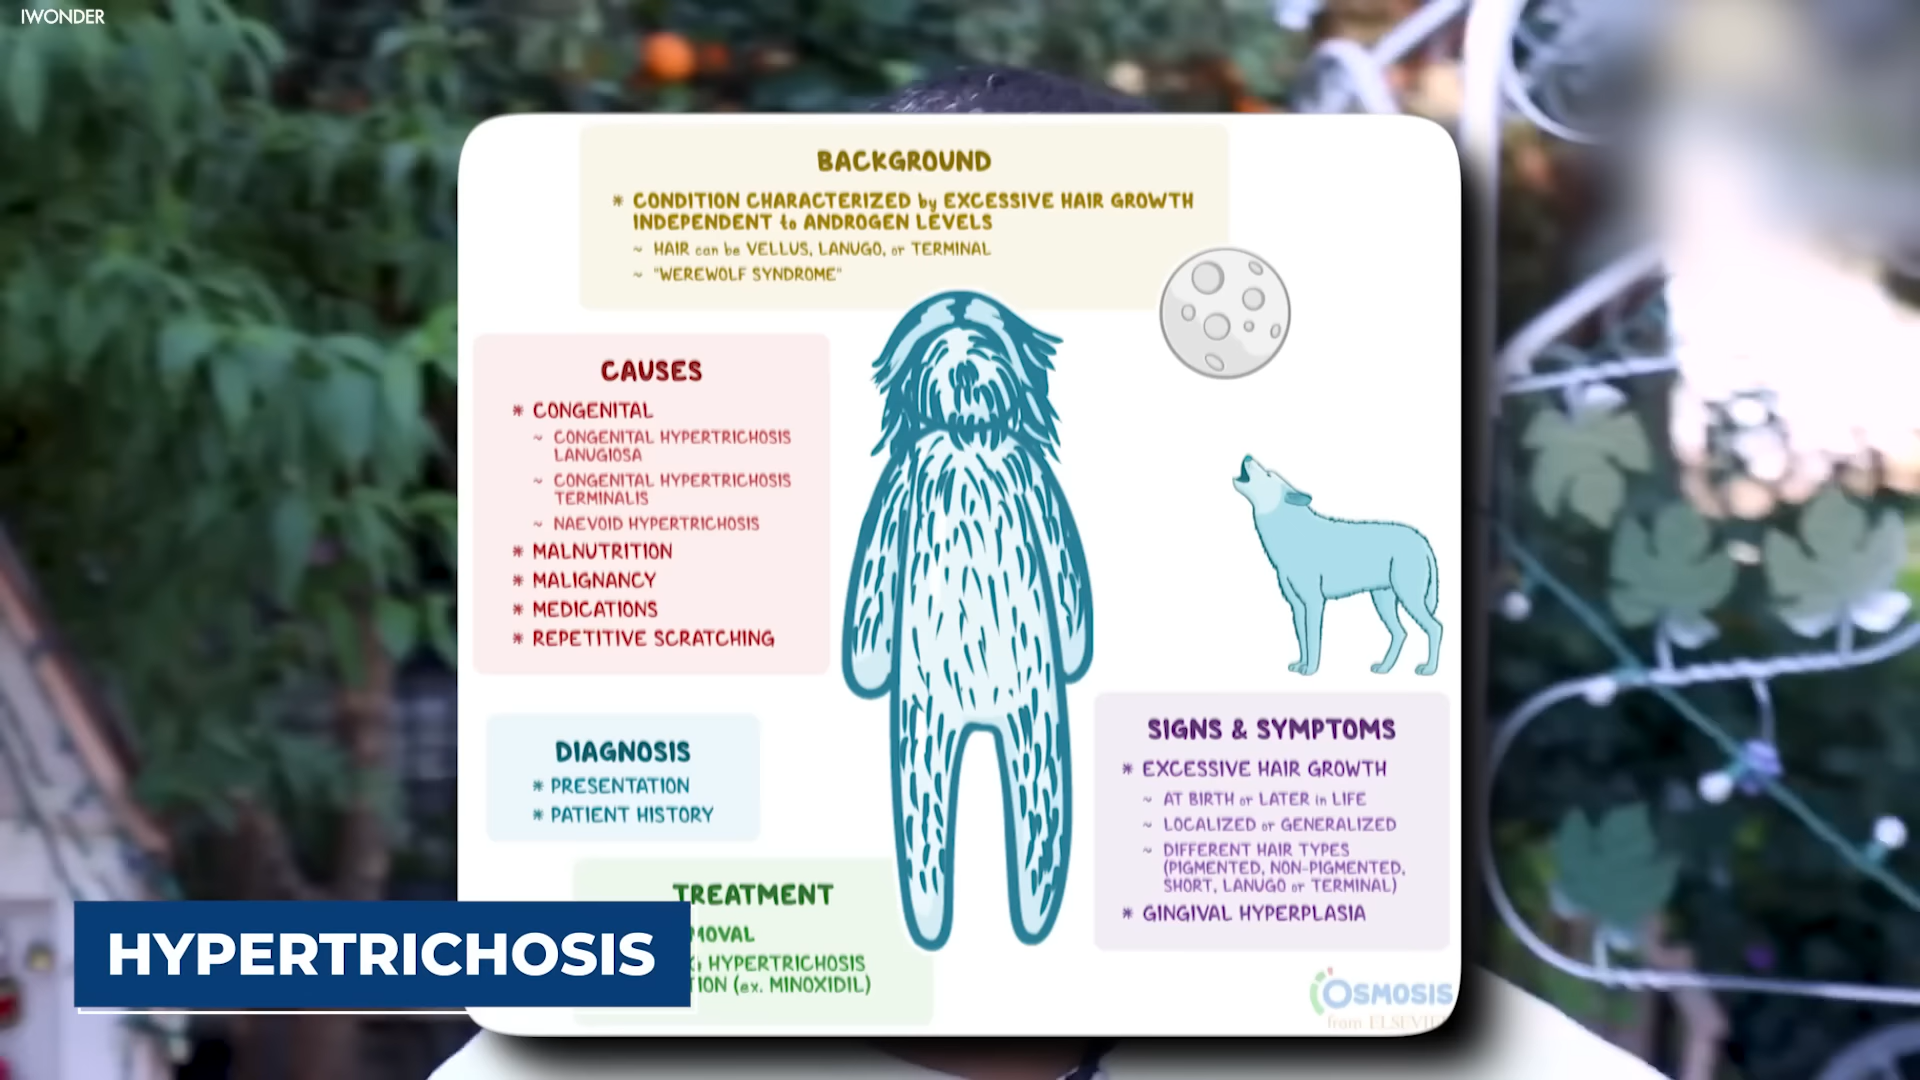 IWONDER
BACKGROUND
* CONDITION CHARACTERIZED by EXCESSIVE HAIR GROWTH
INDEPENDENT to ANDROGEN LEVELS
~ HAIR can be VELLUS, LANUGO, or TERMINAL
~ "WEREWOLF SYNDROME"
CAUSES
* CONGENITAL
~ CONGENITAL HYPERTRICHOSIS
LANUGIOSA
~ CONGENITAL HYPERTRICHOSIS
TERMINALIS
~ NAEVOID HYPERTRICHOSIS
* MALNUTRITION
* MALIGNANCY
* MEDICATIONS
* REPETITIVE SCRATCHING
DIAGNOSIS
* PRESENTATION
* PATIENT HISTORY
SIGNS & SYMPTOMS
* EXCESSIVE HAIR GROWTH
~ AT BIRTH or LATER in LIFE
~ LOCALIZED or GENERALIZED
~ DIFFERENT HAIR TYPES
(PIGMENTED, NON-PIGMENTED,
SHORT, LANUGO or TERMINAL)
* GINGIVAL HYPERPLASIA
TREATMENT
HYPERTRICHOSIS
(ex. MINOXIDIL)
HYPERTRICHOSIS
OSMOSIS
from ELSEVIER